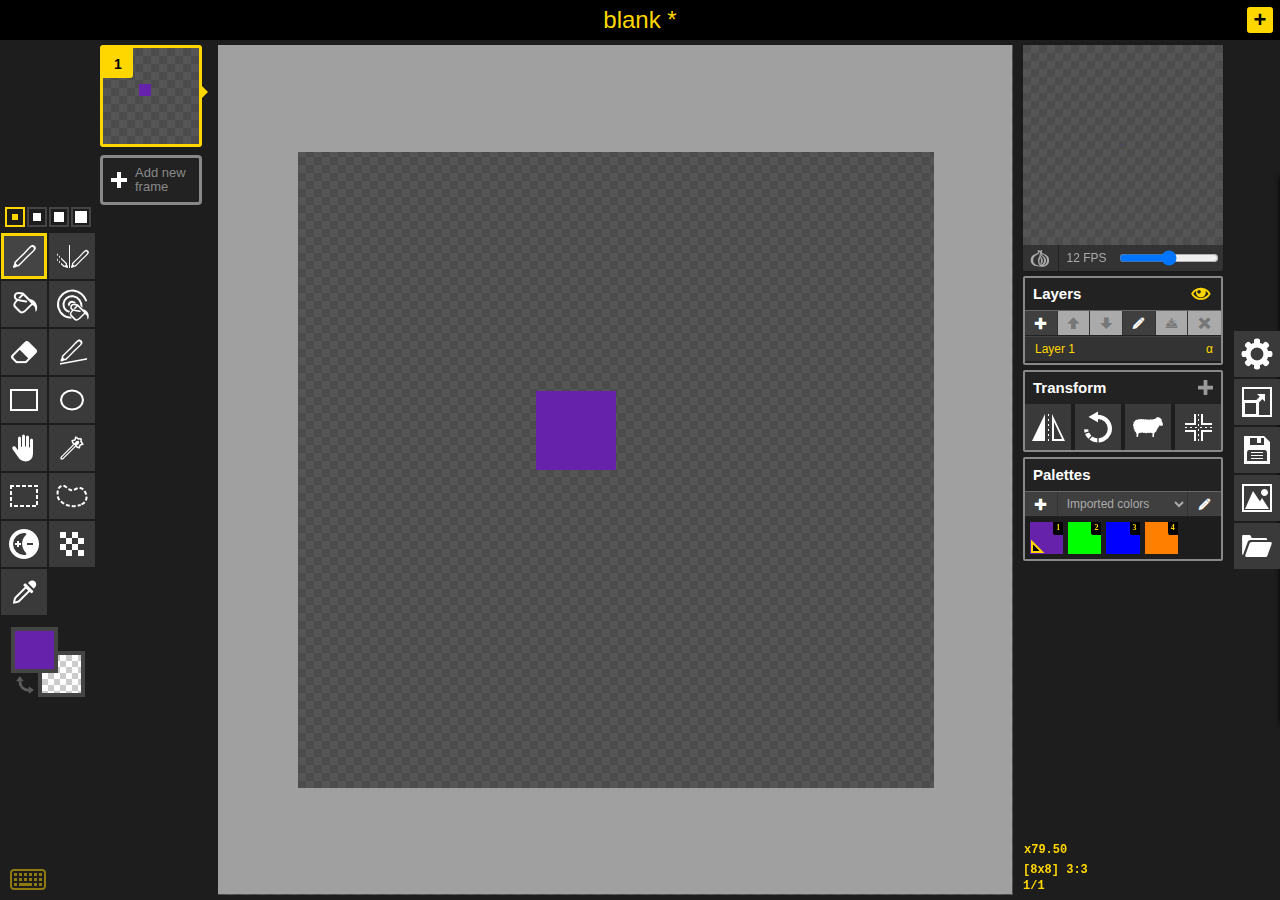 blank *
+
1
Add new
frame
12 FPS
Layers
Layer 1
α
Transform
Palettes
Imported colors
1
2
3
4
x79.50
[8x8] 3:3
1/1